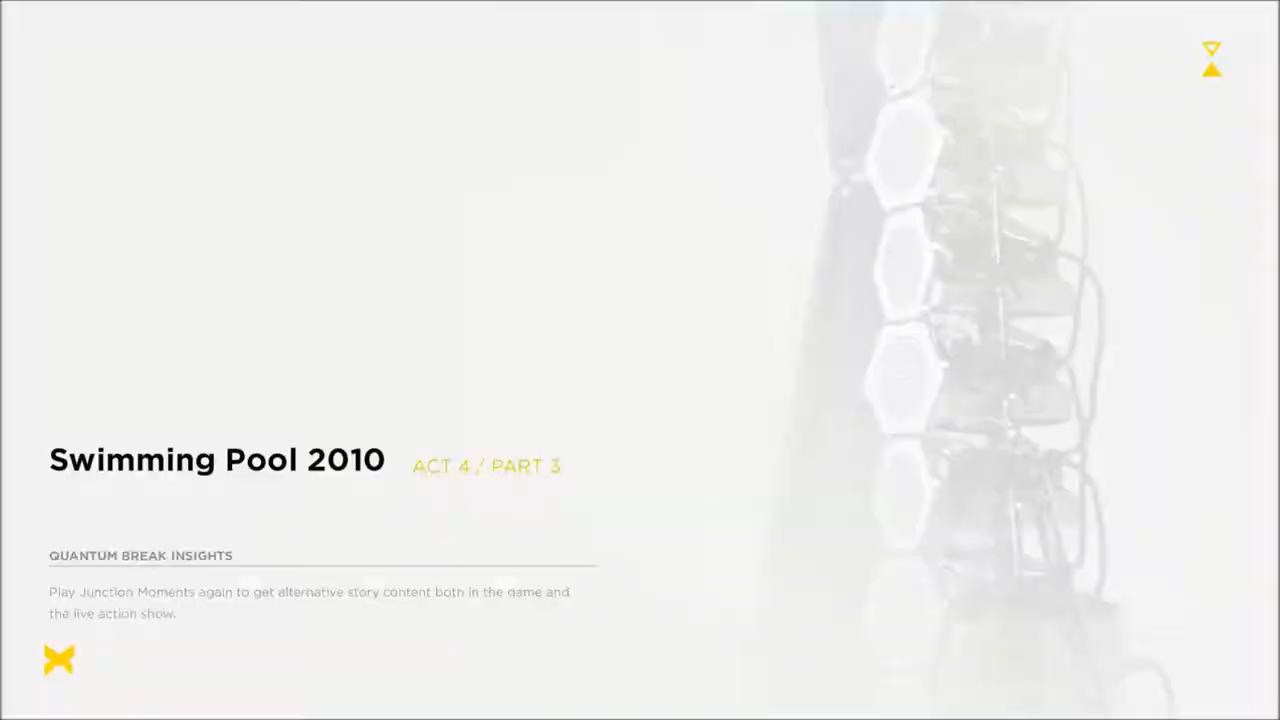 Swimming Pool 2010 ACT 4 / PART 3
QUANTUM BREAK INSIGHTS
Play Junction Moments again to get alternative story content both in the game and
the live action show.